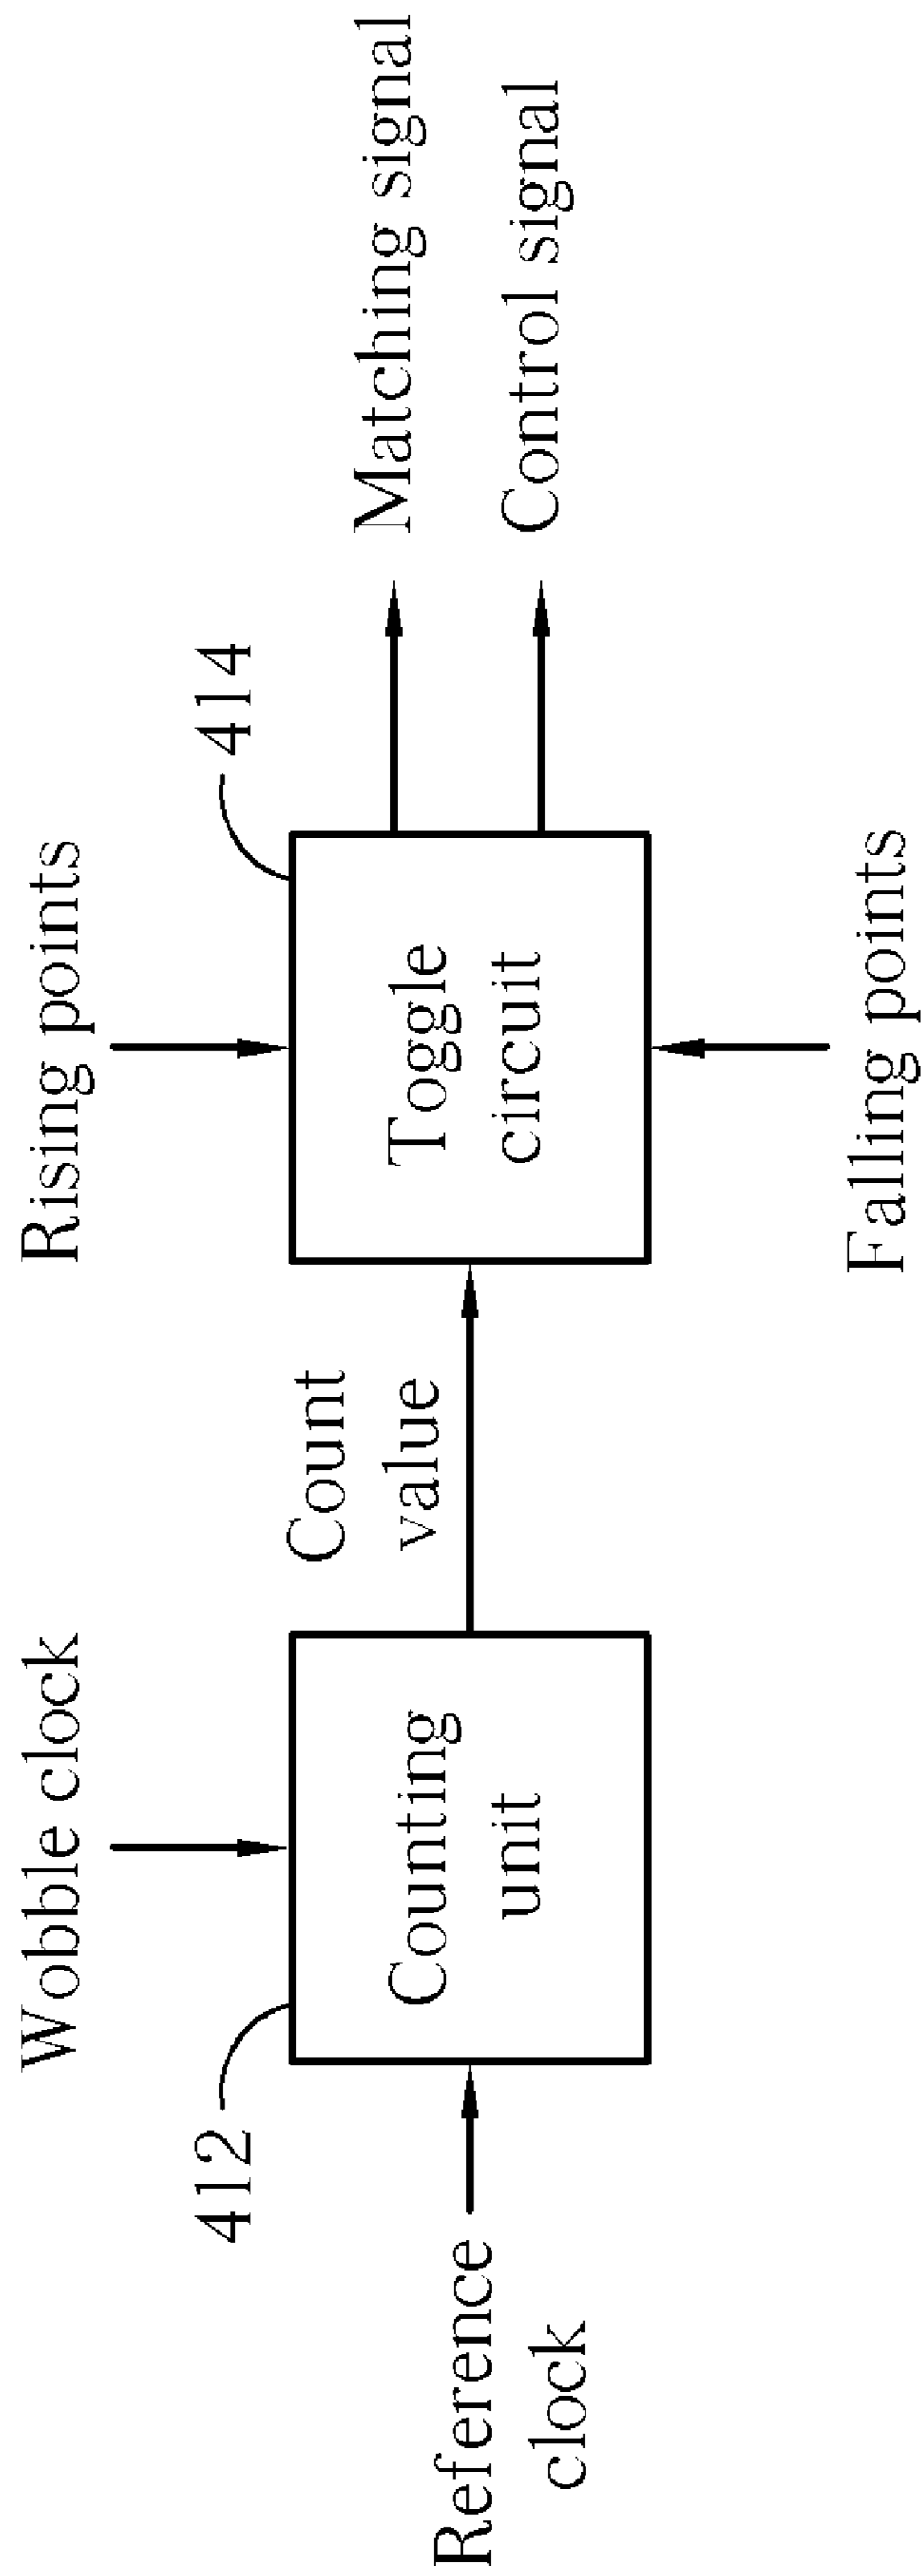 Wobble clock
Rising points
412
414
Reference
clock
Counting
unit
Count
value
Toggle
circuit
Matching signal
Control signal
Falling points